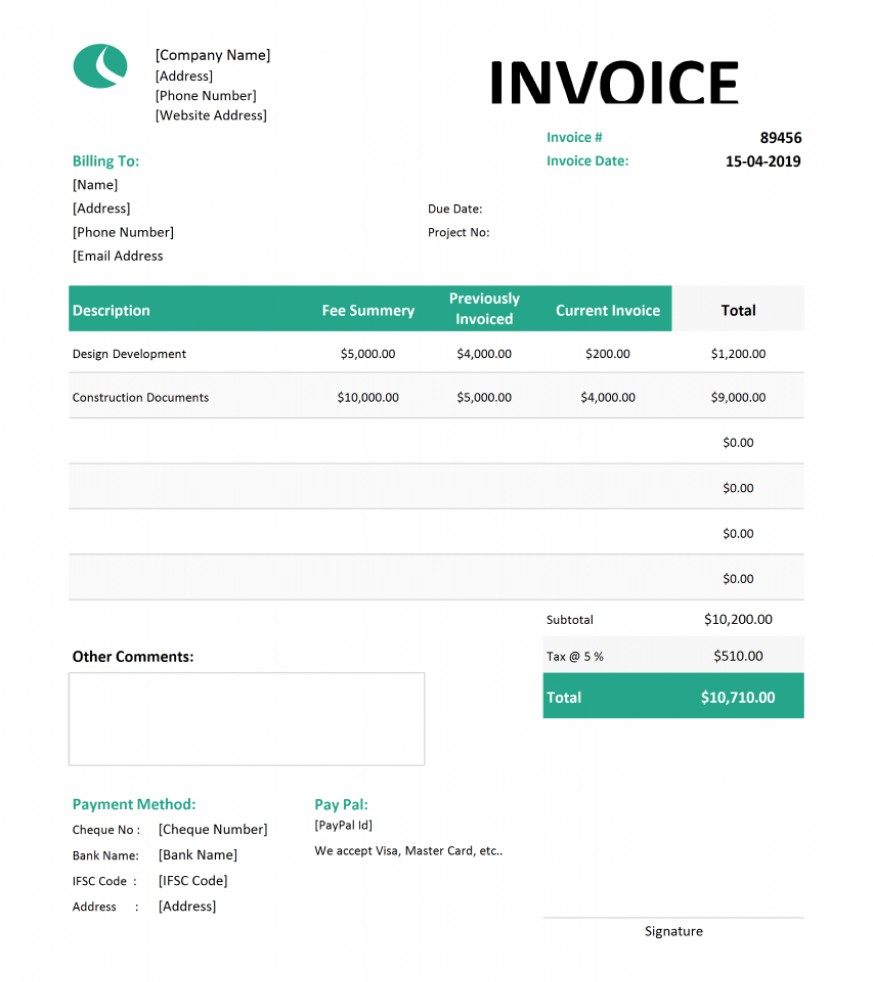 [Company Name]
[Address]
[Phone Number]
[Website Address]
INVOICE
Invoice # 89456
Invoice Date: 15-04-2019
Billing To:
[Name]
[Address]
[Phone Number]
[Email Address
Due Date:
Project No:
Description Fee Summery Previously Invoiced Current Invoice Total
Design Development $5,000.00 $4,000.00 $200.00 $1,200.00
Construction Documents $10,000.00 $5,000.00 $4,000.00 $9,000.00
$0.00
$0.00
$0.00
$0.00
Subtotal $10,200.00
Tax @ 5 % $510.00
Total $10,710.00
Other Comments:
Payment Method:
Cheque No : [Cheque Number]
Bank Name: [Bank Name]
IFSC Code : [IFSC Code]
Address : [Address]
Pay Pal:
[PayPal Id]
We accept Visa, Master Card, etc..
Signature